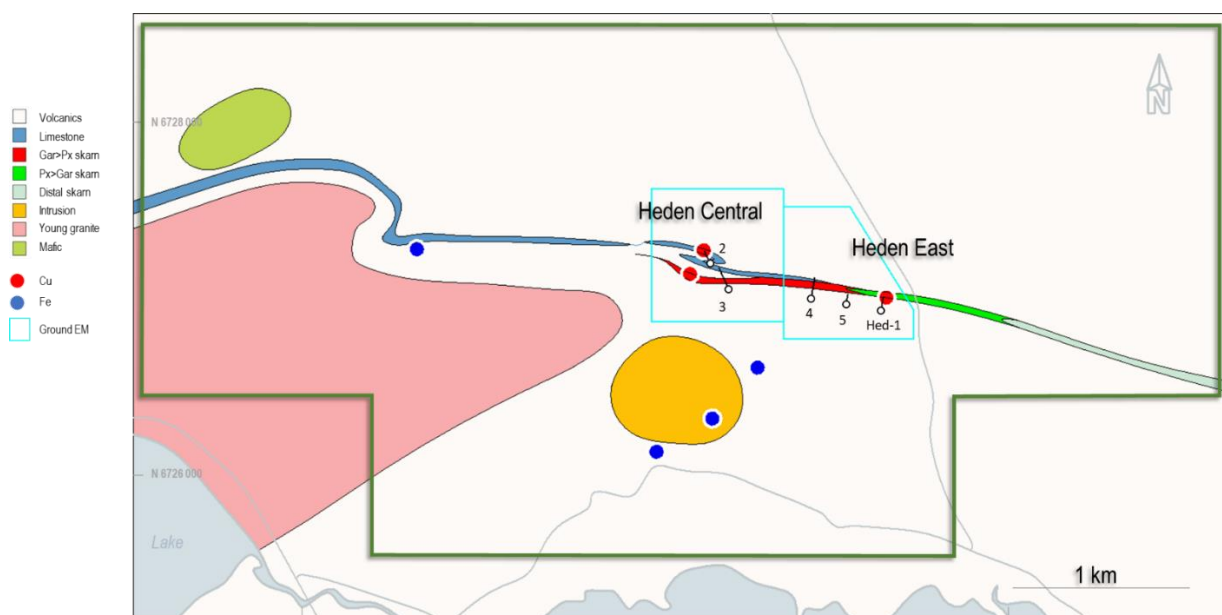 Volcanics
Limestone
Gar>Px skarn
Px>Gar skarn
Distal skarn
Intrusion
Young granite
Mafic
Cu
Fe
Ground EM
N 6728 000
N
Heden Central
Heden East
2
3
4
5
Hed-1
N 6726 000
Lake
1 km